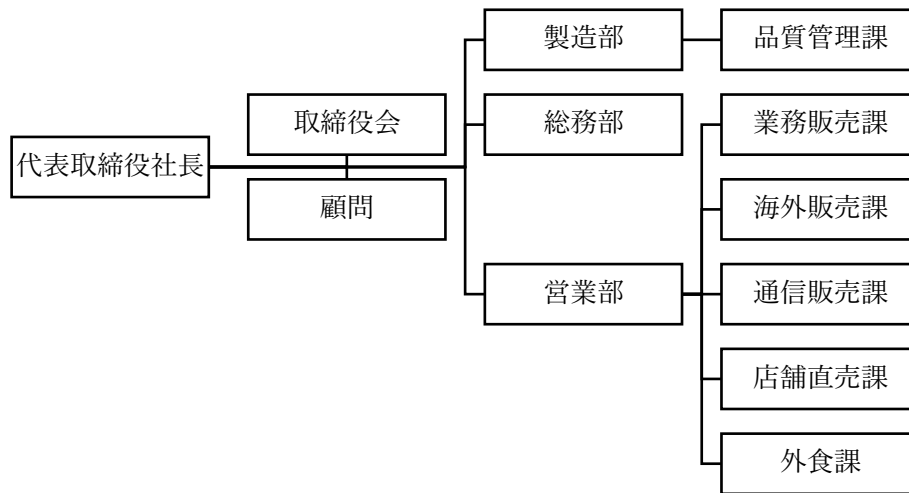 代表取締役社長
取締役会
顧問
製造部
品質管理課
総務部
営業部
業務販売課
海外販売課
通信販売課
店舗直売課
外食課